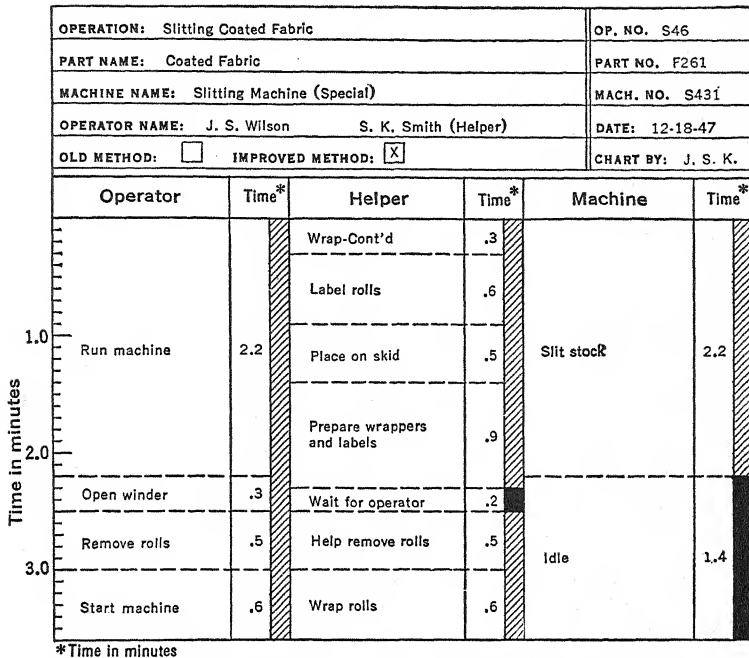 OPERATION: Slitting Coated Fabric OP. NO. S46
PART NAME: Coated Fabric PART NO. F261
MACHINE NAME: Slitting Machine (Special) MACH. NO. S431
OPERATOR NAME: J. S. Wilson S. K. Smith (Helper) DATE: 12-18-47
OLD METHOD: IMPROVED METHOD: X CHART BY: J. S. K.
Operator Time* Helper Time* Machine Time*
Time in minutes
1.0
2.0
3.0
Run machine 2.2
Open winder .3
Remove rolls .5
Start machine .6
Wrap-Cont'd .3
Label rolls .6
Place on skid .5
Prepare wrappers
and labels .9
Wait for operator .2
Help remove rolls .5
Wrap rolls .6
Slit stock 2.2
Idle 1.4
*Time in minutes